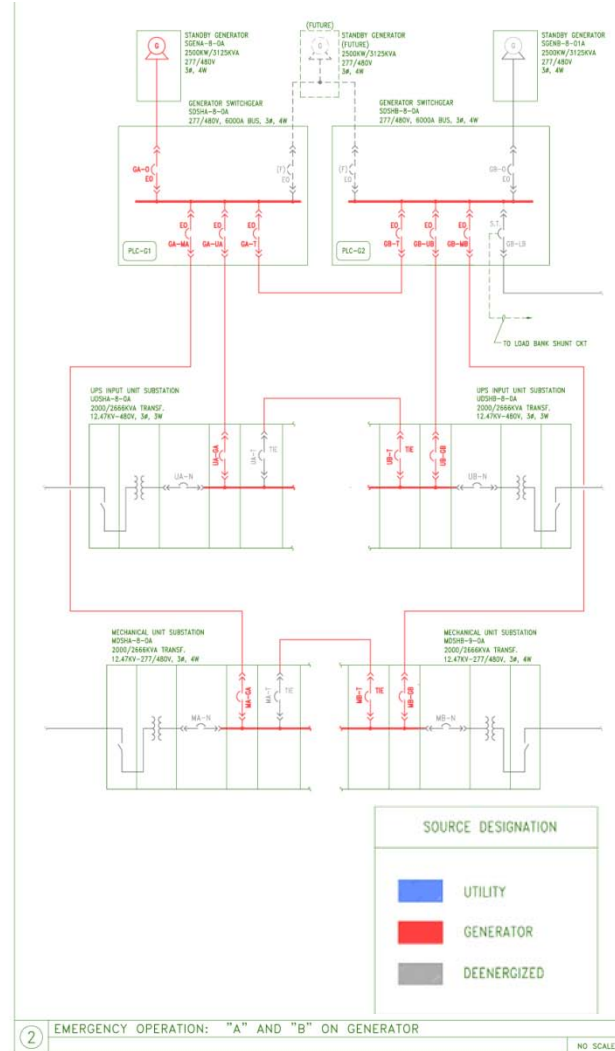 (FUTURE)
STANDBY GENERATOR
SGENA-8-0A
2500KW/3125KVA
277/480V
3ø, 4W
G
STANDBY GENERATOR
(FUTURE)
2500KW/3125KVA
277/480V
3ø, 4W
G
STANDBY GENERATOR
SGENB-8-01A
2500KW/3125KVA
277/480V
3ø, 4W
G
GENERATOR SWITCHGEAR
SDSHA-8-0A
277/480V, 6000A BUS, 3ø, 4W
GENERATOR SWITCHGEAR
SDSHB-8-0A
277/480V, 6000A BUS, 3ø, 4W
GA-0
EO
(F)
EO
(F)
EO
GB-0
EO
EO
GA-MA
EO
GA-UA
EO
GA-T
PLC-G1
EO
GB-T
EO
GB-UB
EO
GB-MB
S.T.
GB-LB
PLC-G2
TO LOAD BANK SHUNT CKT
UPS INPUT UNIT SUBSTATION
UDSHA-8-0A
2000/2666KVA TRANSF.
12.47KV-480V, 3ø, 3W
UPS INPUT UNIT SUBSTATION
UDSHB-8-0A
2000/2666KVA TRANSF.
12.47KV-480V, 3ø, 3W
UA-N
UA-GA
UA-T
TIE
UB-T
TIE
UB-GB
UB-N
MECHANICAL UNIT SUBSTATION
MDSHA-8-0A
2000/2666KVA TRANSF.
12.47KV-277/480V, 3ø, 4W
MECHANICAL UNIT SUBSTATION
MDSHB-9-0A
2000/2666KVA TRANSF.
12.47KV-277/480V, 3ø, 4W
MA-N
MA-GA
MA-T
TIE
MB-T
TIE
MB-GB
MB-N
SOURCE DESIGNATION
UTILITY
GENERATOR
DEENERGIZED
2
EMERGENCY OPERATION: "A" AND "B" ON GENERATOR
NO SCALE